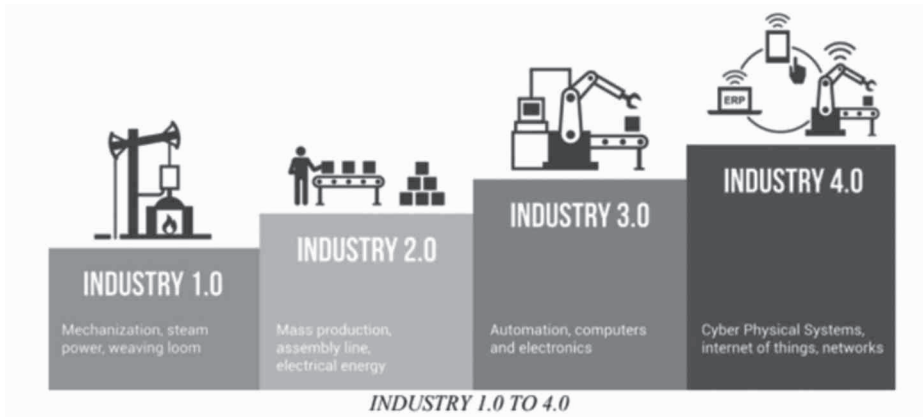 ERP
INDUSTRY 1.0
Mechanization, steam
power, weaving loom
INDUSTRY 2.0
Mass production,
assembly line,
electrical energy
INDUSTRY 3.0
Automation, computers
and electronics
INDUSTRY 4.0
Cyber Physical Systems,
internet of things, networks
INDUSTRY 1.0 TO 4.0